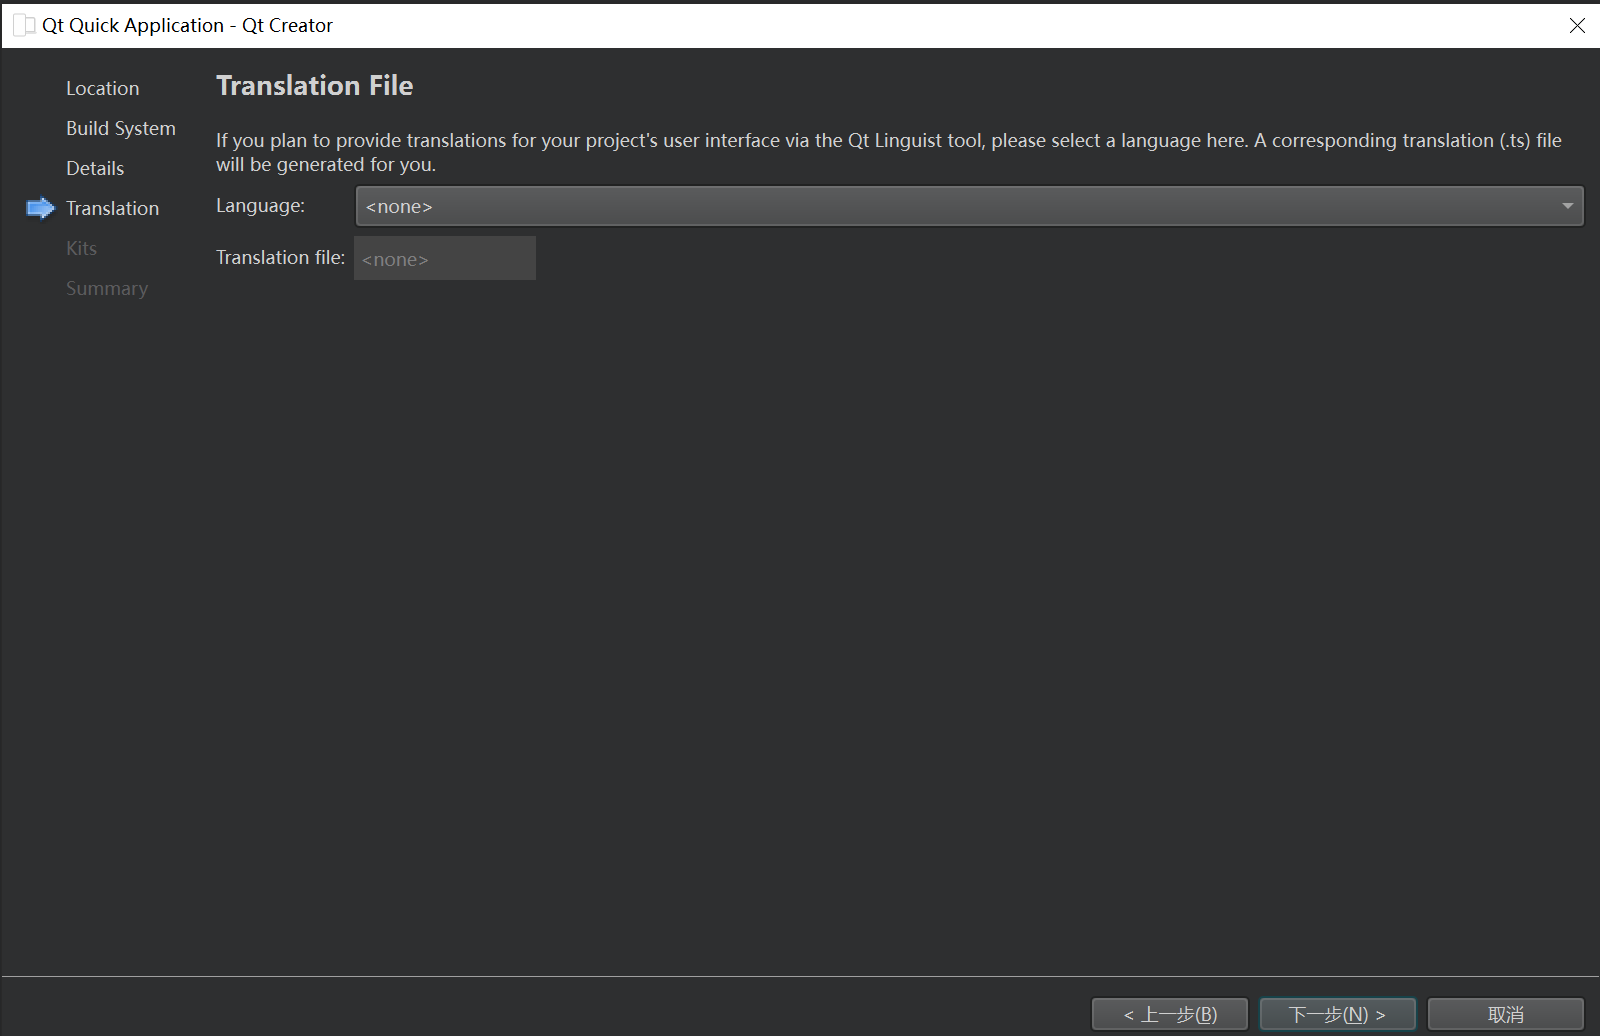 Qt Quick Application - Qt Creator
Location
Build System
Details
Translation
Kits
Summary
Translation File
If you plan to provide translations for your project's user interface via the Qt Linguist tool, please select a language here. A corresponding translation (.ts) file
will be generated for you.
Language: <none>
Translation file: <none>
< 上一步(B) 下一步(N) > 取消